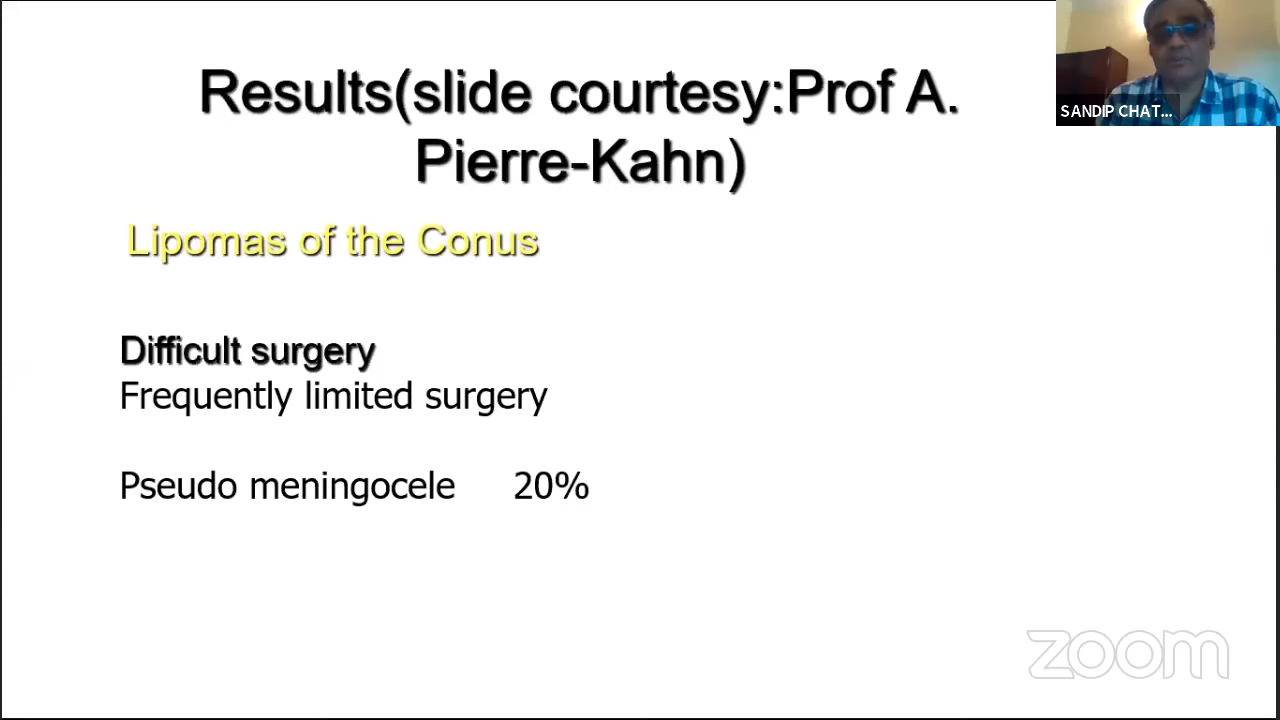 Results(slide courtesy:Prof A.
Pierre-Kahn)
SANDIP CHAT...
Lipomas of the Conus
Difficult surgery
Frequently limited surgery
Pseudo meningocele 20%
zoom